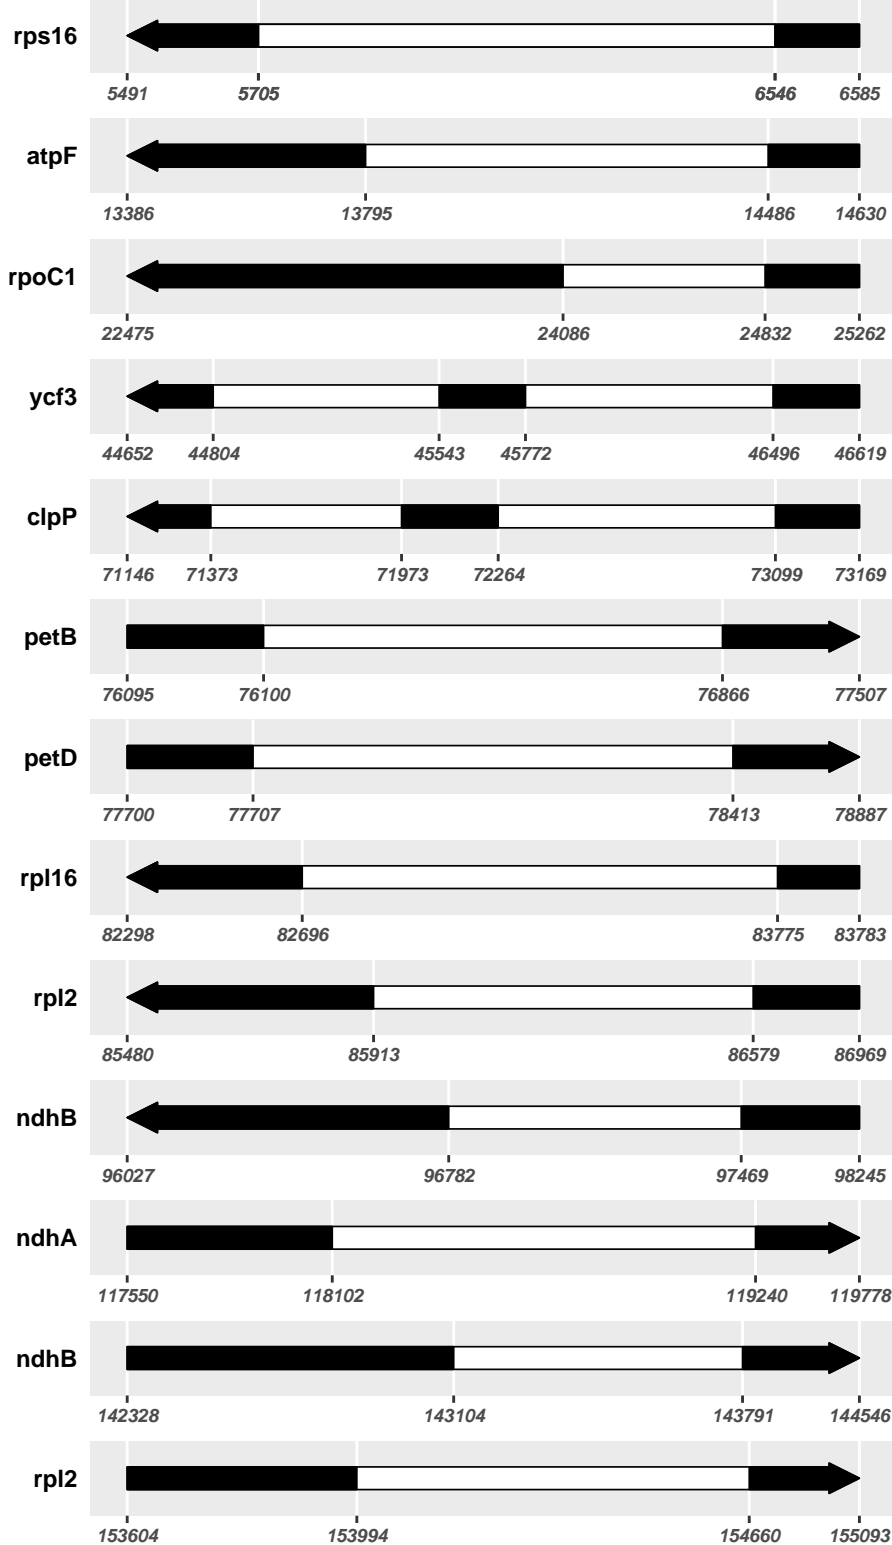 rps16
5491 5705 6546 6585
atpF
13386 13795 14486 14630
rpoC1
22475 24086 24832 25262
ycf3
44652 44804 45543 45772 46496 46619
clpP
71146 71373 71973 72264 73099 73169
petB
76095 76100 76866 77507
petD
77700 77707 78413 78887
rpl16
82298 82696 83775 83783
rpl2
85480 85913 86579 86969
ndhB
96027 96782 97469 98245
ndhA
117550 118102 119240 119778
ndhB
142328 143104 143791 144546
rpl2
153604 153994 154660 155093